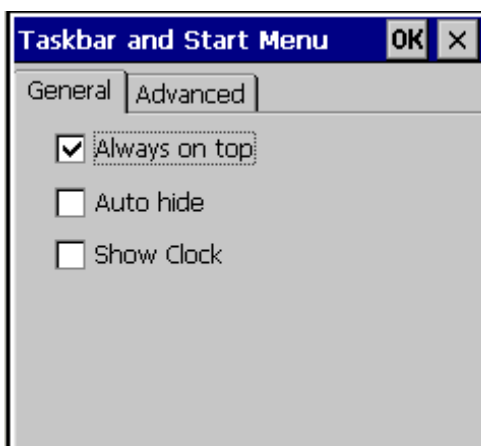 Taskbar and Start Menu OK ×
General Advanced
Always on top
Auto hide
Show Clock